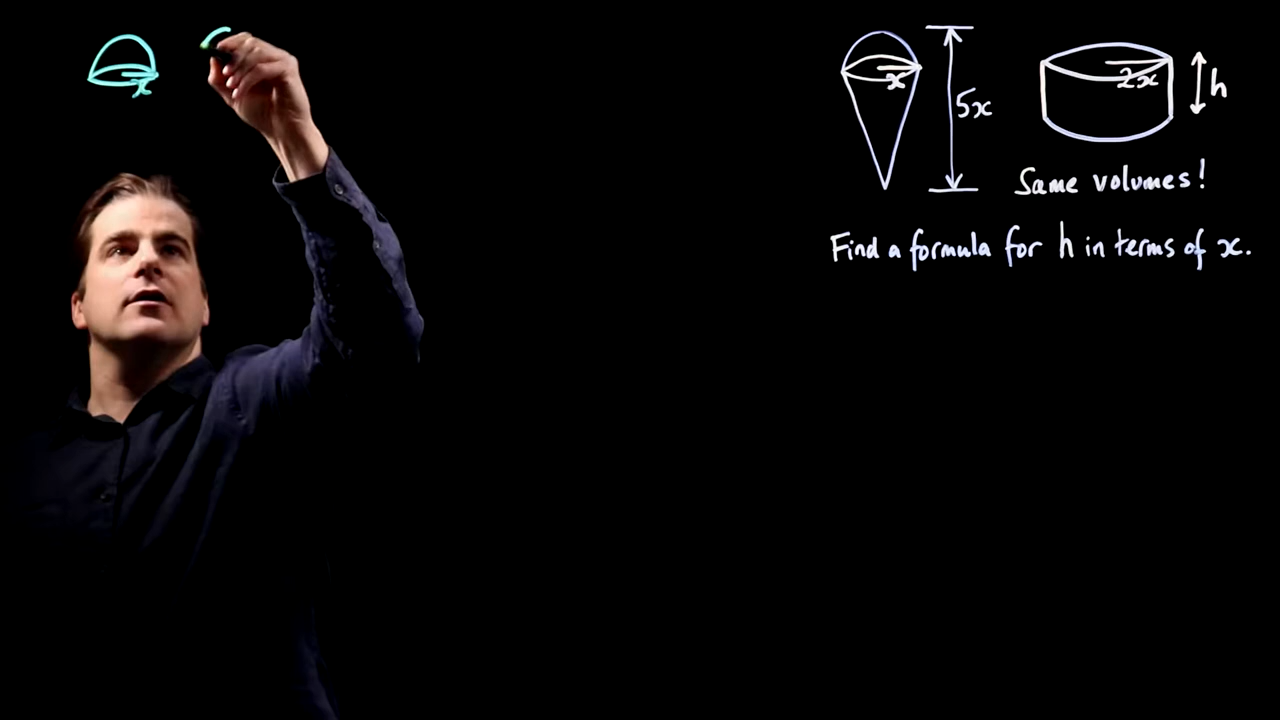 x
x
5x
2x
h
Same volumes!
Find a formula for h in terms of x.